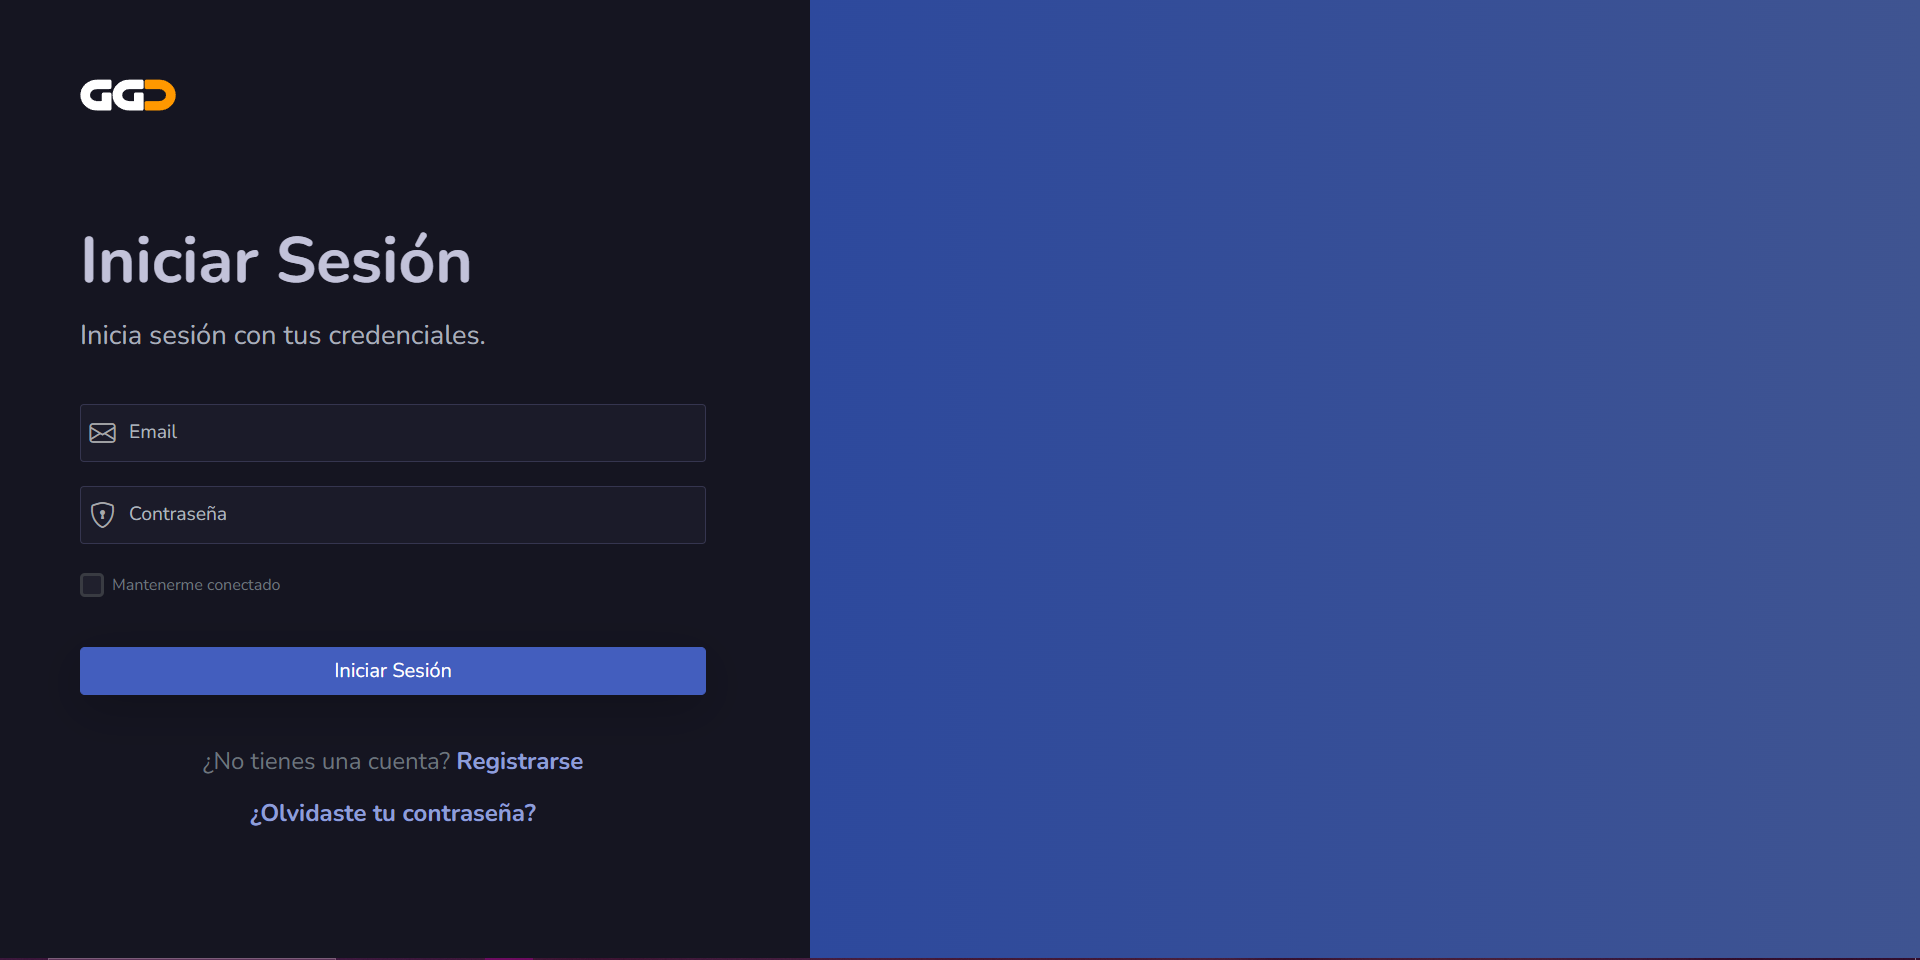 GGD
Iniciar Sesión
Inicia sesión con tus credenciales.
Email
Contraseña
Mantenerme conectado
Iniciar Sesión
¿No tienes una cuenta? Registrarse
¿Olvidaste tu contraseña?